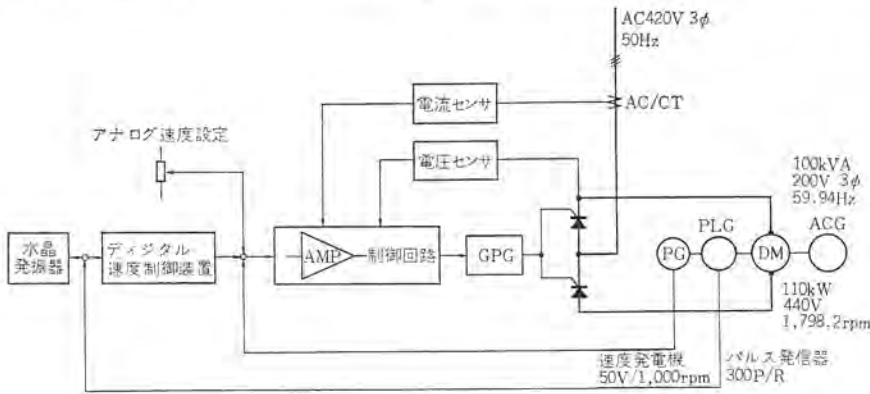 AC420V 3φ
50Hz
電流センサ
AC/CT
アナログ速度設定
電圧センサ
100kVA
200V 3φ
59.94Hz
水晶
発振器
ディジタル
速度制御装置
AMP
制御回路
GPG
PG
PLG
DM
ACG
110kW
440V
1,798.2rpm
速度発電機
50V/1,000rpm
パルス発信器
300P/R